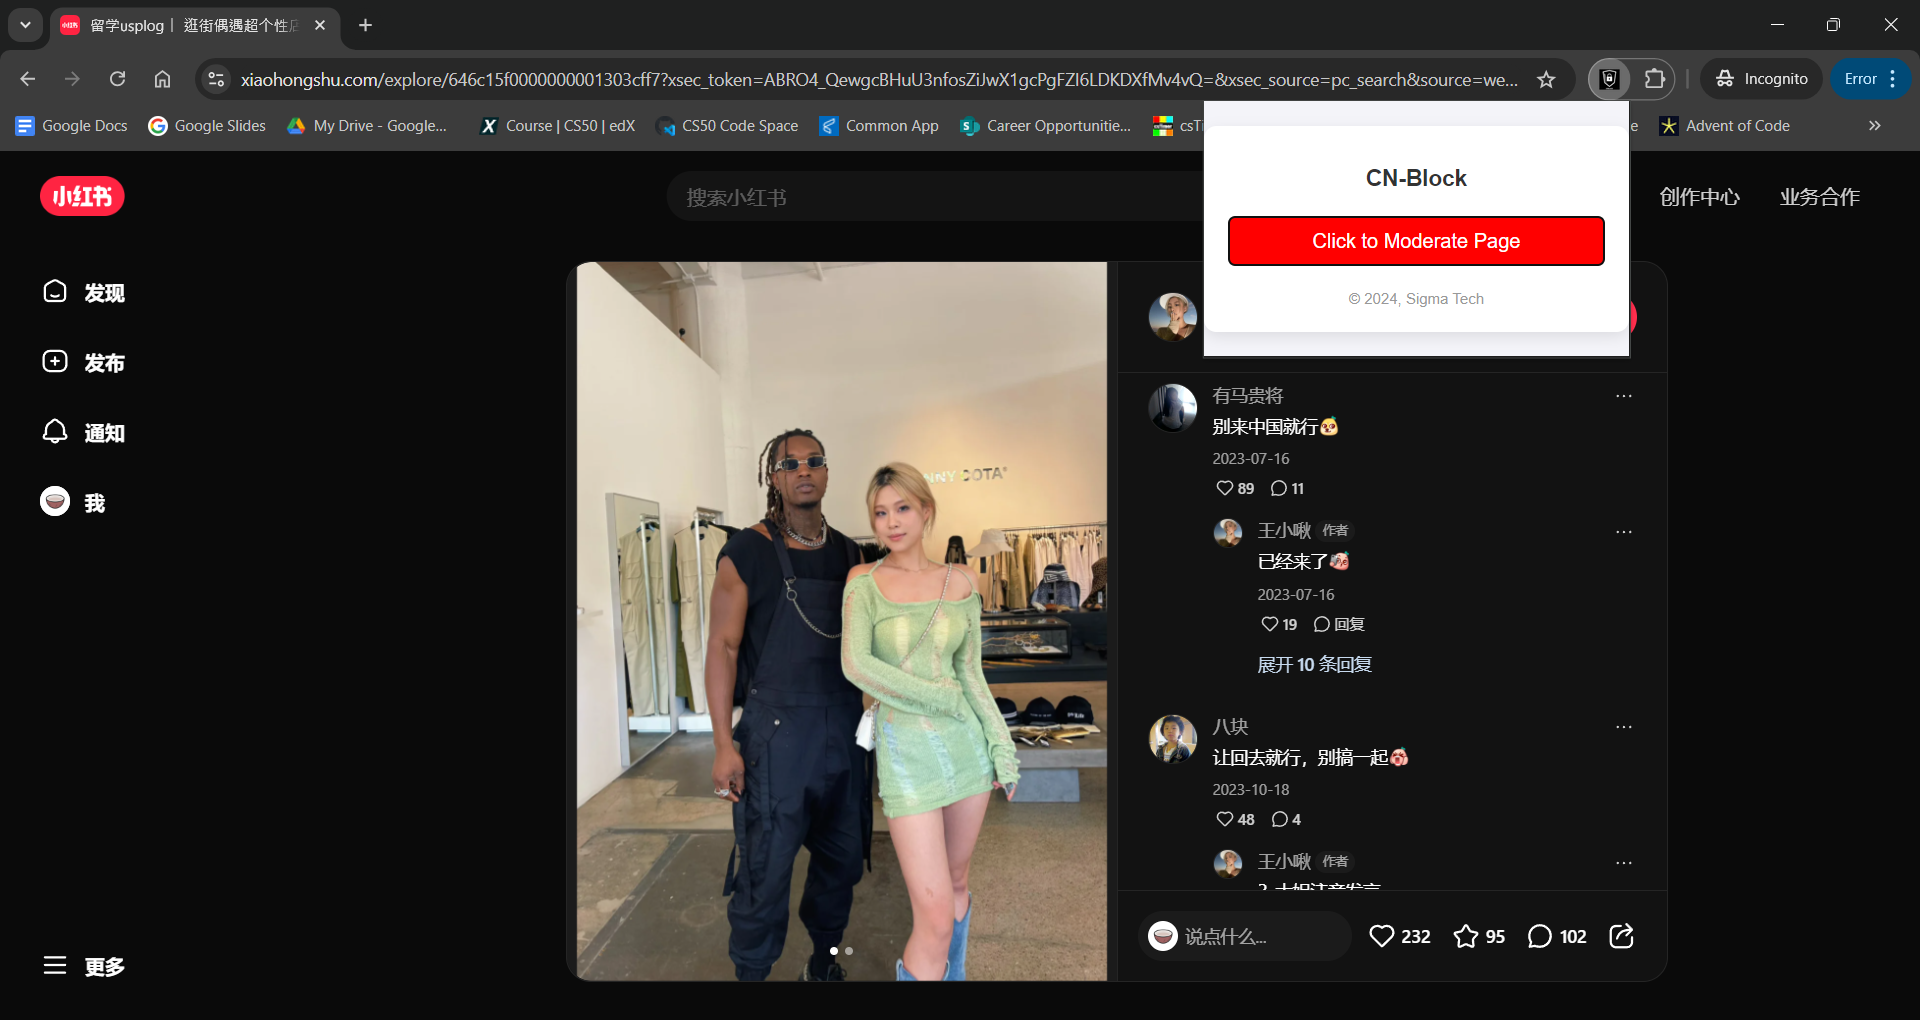 留学usplog｜ 逛街偶遇超个性店
xiaohongshu.com/explore/646c15f0000000001303cff7?xsec_token=ABRO4_QewgcBHuU3nfosZiJwX1gcPgFZI6LDKDXfMv4vQ=&xsec_source=pc_search&source=we...
Incognito
Error
Google Docs
Google Slides
My Drive - Google...
Course | CS50 | edX
CS50 Code Space
Common App
Career Opportunitie...
csTi
e
Advent of Code
小红书
搜索小红书
创作中心
业务合作
CN-Block
Click to Moderate Page
© 2024, Sigma Tech
发现
发布
通知
我
更多
NNY COTA
有马贵将
别来中国就行
2023-07-16
89
11
王小啾 作者
已经来了
2023-07-16
19
回复
展开 10 条回复
八块
让回去就行，别搞一起
2023-10-18
48
4
王小啾 作者
说点什么...
232
95
102